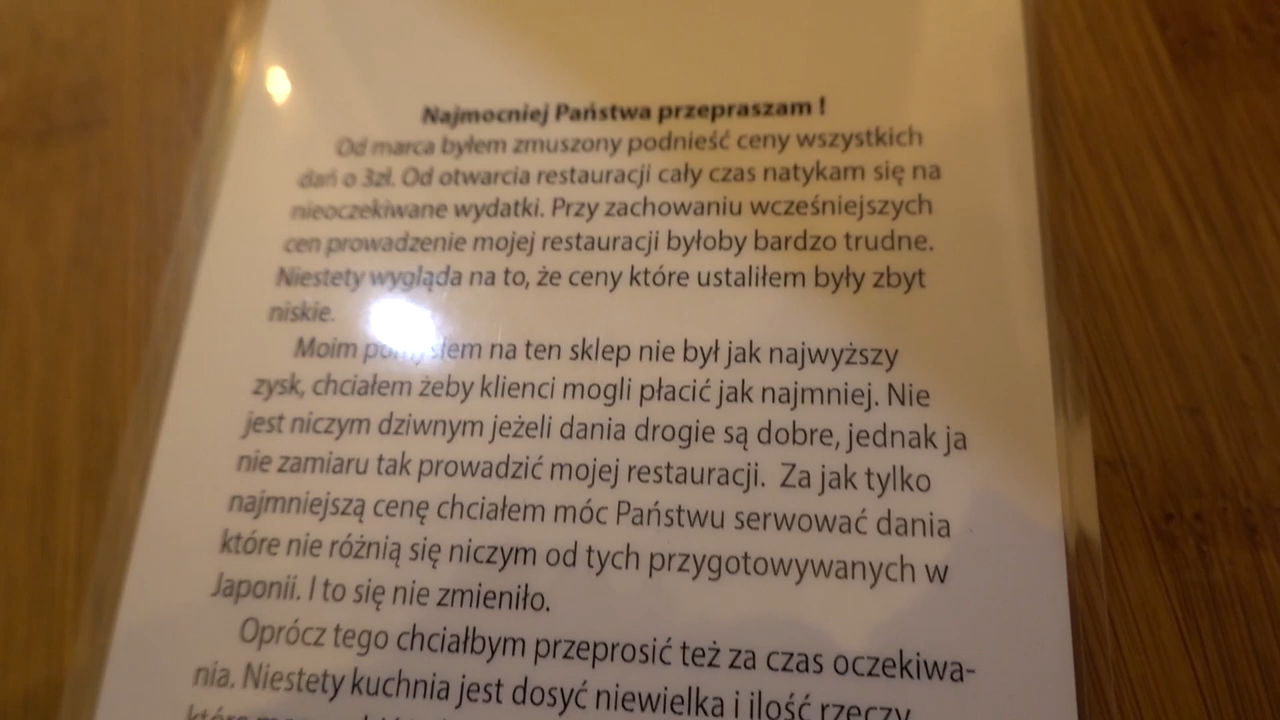 Najmocniej Państwa przepraszam !
Od marca byłem zmuszony podnieść ceny wszystkich
dań o 3zł. Od otwarcia restauracji cały czas natykam się na
nieoczekiwane wydatki. Przy zachowaniu wcześniejszych
cen prowadzenie mojej restauracji byłoby bardzo trudne.
Niestety wygląda na to, że ceny które ustaliłem były zbyt
niskie.
Moim na ten sklep nie był jak najwyższy
zysk, chciałem żeby klienci mogli płacić jak najmniej. Nie
jest niczym dziwnym jeżeli dania drogie są dobre, jednak ja
nie zamiaru tak prowadzić mojej restauracji. Za jak tylko
najmniejszą cenę chciałem móc Państwu serwować dania
które nie różnią się niczym od tych przygotowywanych w
Japonii. I to się nie zmieniło.
Oprócz tego chciałbym przeprosić też za czas oczekiwa-
nia. Niestety kuchnia jest dosyć niewielka i ilość rzeczy